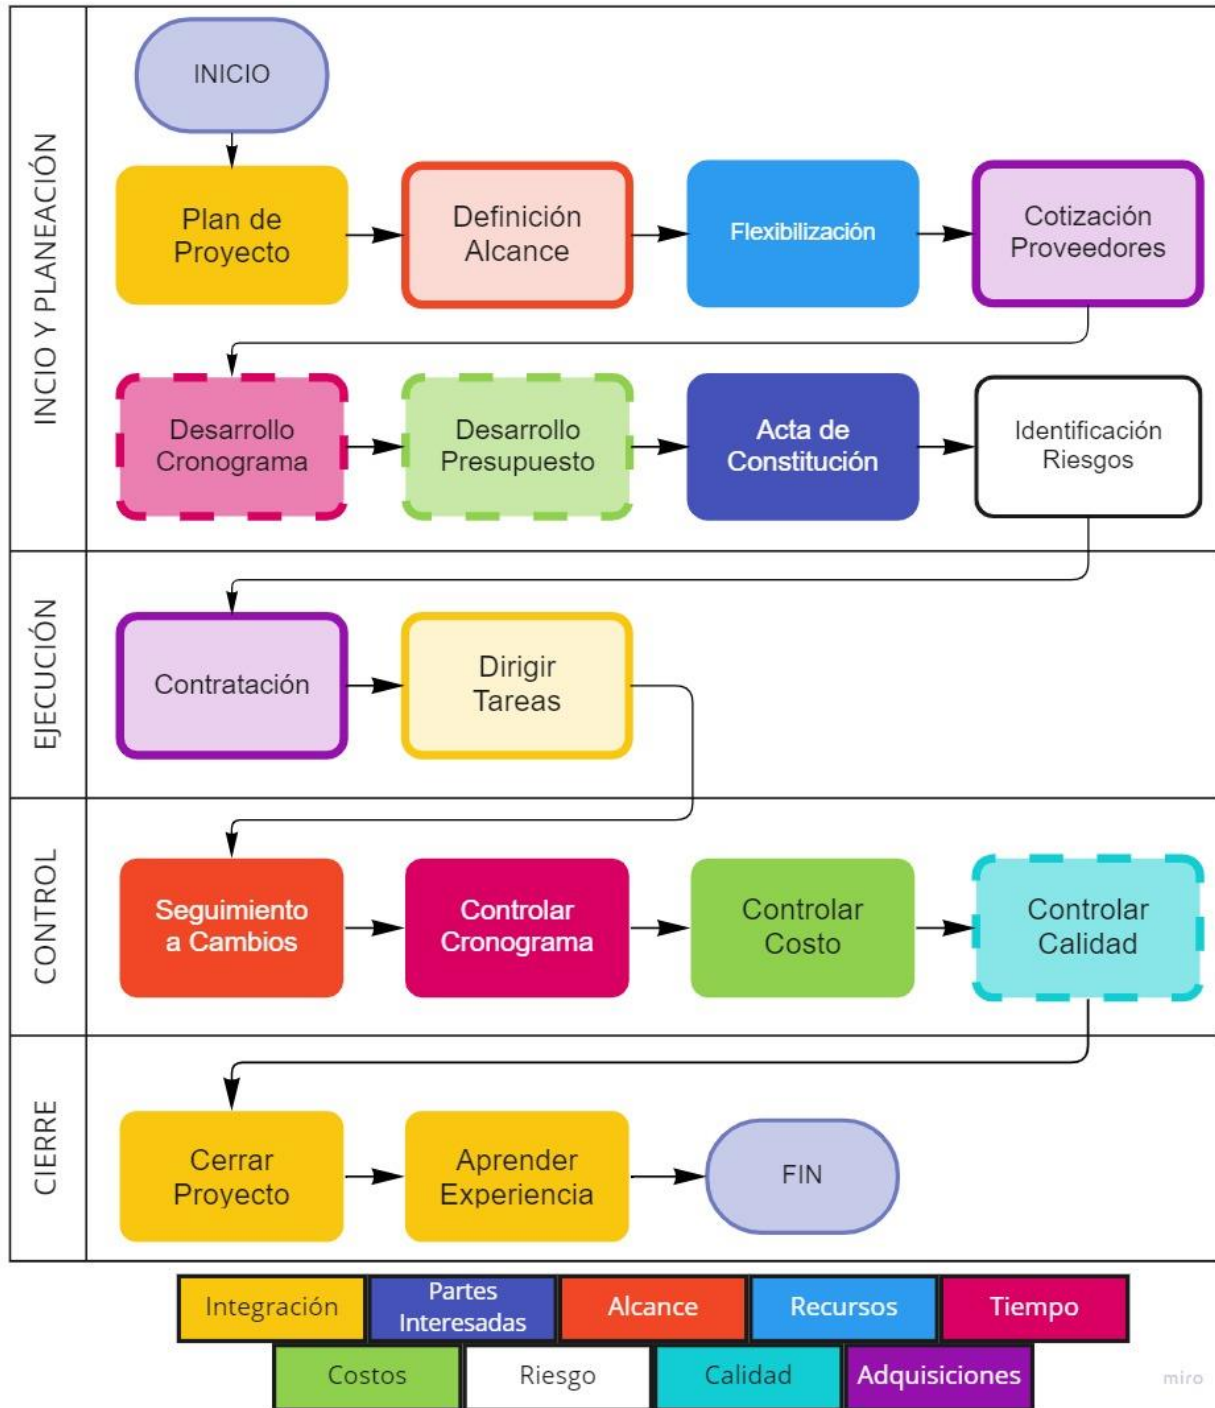 INCIO Y PLANEACIÓN
INICIO
Plan de
Proyecto
Definición
Alcance
Flexibilización
Cotización
Proveedores
Desarrollo
Cronograma
Desarrollo
Presupuesto
Acta de
Constitución
Identificación
Riesgos
EJECUCIÓN
Contratación
Dirigir
Tareas
CONTROL
Seguimiento
a Cambios
Controlar
Cronograma
Controlar
Costo
Controlar
Calidad
CIERRE
Cerrar
Proyecto
Aprender
Experiencia
FIN
Integración
Partes
Interesadas
Alcance
Recursos
Tiempo
Costos
Riesgo
Calidad
Adquisiciones
miro